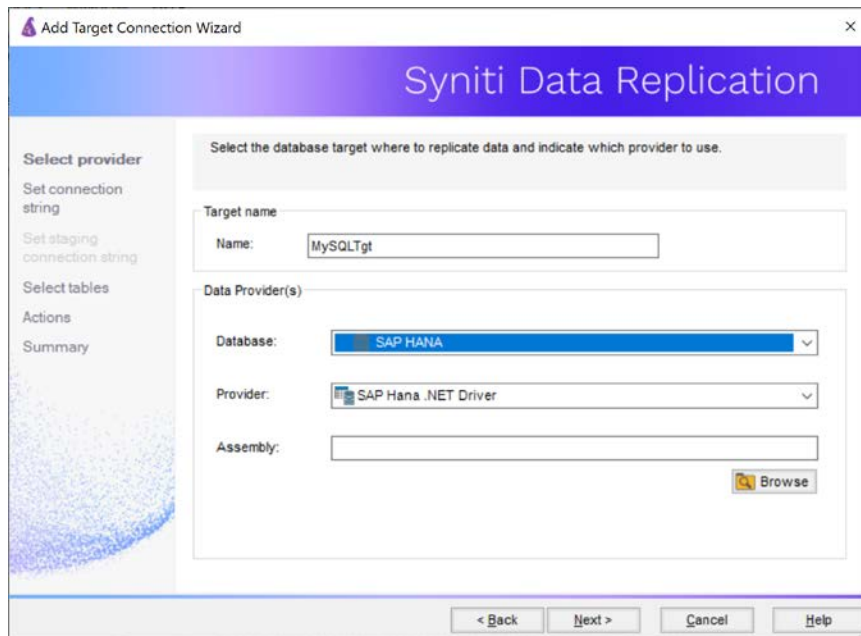 Add Target Connection Wizard
Syniti Data Replication
Select provider
Set connection
string
Set staging
connection string
Select tables
Actions
Summary
Select the database target where to replicate data and indicate which provider to use.
Target name
Name:
MySQLTgt
Data Provider(s)
Database:
SAP HANA
Provider:
SAP Hana .NET Driver
Assembly:
Browse
< Back
Next >
Cancel
Help